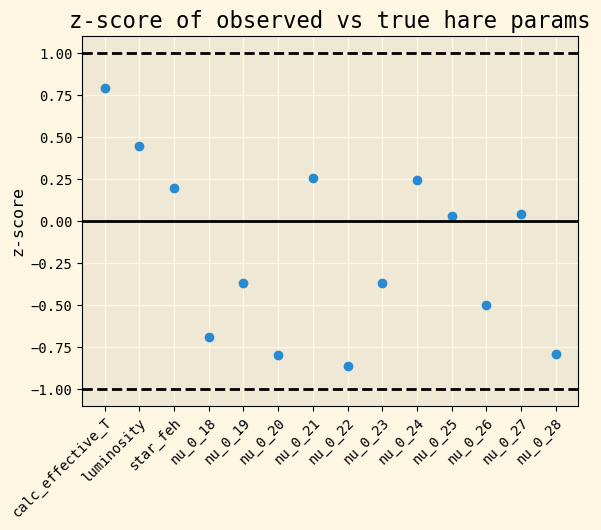 z-score of observed vs true hare params
z-score
1.00
0.75
0.50
0.25
0.00
−0.25
−0.50
−0.75
−1.00
calc_effective_T
luminosity
star_feh
nu_0_18
nu_0_19
nu_0_20
nu_0_21
nu_0_22
nu_0_23
nu_0_24
nu_0_25
nu_0_26
nu_0_27
nu_0_28